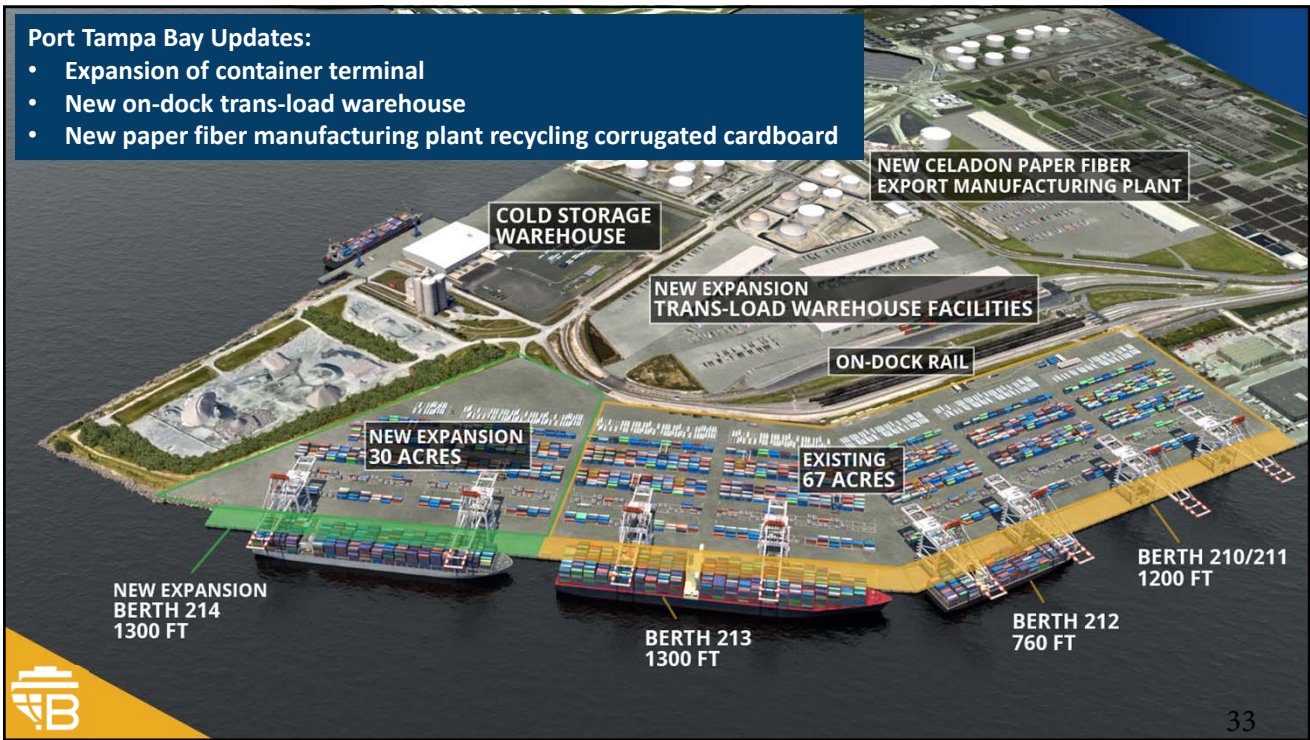 Port Tampa Bay Updates:
• Expansion of container terminal
• New on-dock trans-load warehouse
• New paper fiber manufacturing plant recycling corrugated cardboard
NEW CELADON PAPER FIBER
EXPORT MANUFACTURING PLANT
COLD STORAGE
WAREHOUSE
NEW EXPANSION
TRANS-LOAD WAREHOUSE FACILITIES
ON-DOCK RAIL
NEW EXPANSION
30 ACRES
EXISTING
67 ACRES
BERTH 210/211
1200 FT
NEW EXPANSION
BERTH 214
1300 FT
BERTH 212
760 FT
BERTH 213
1300 FT
B
33